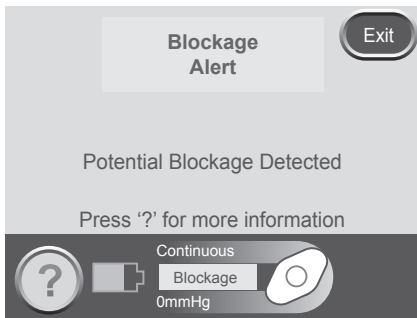 Blockage
Alert
Exit
Potential Blockage Detected
Press ‘?’ for more information
?
Continuous
Blockage
0mmHg